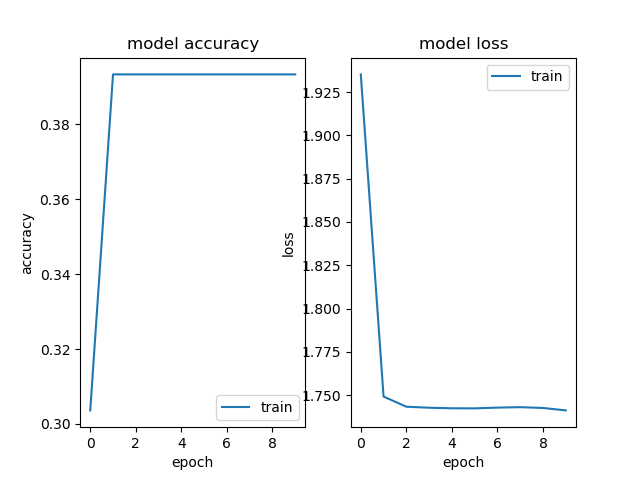 model accuracy
0.38
0.36
0.34
0.32
0.30
accuracy
train
0 2 4 6 8
epoch
model loss
train
1.925
1.900
1.875
1.850
1.825
1.800
1.775
1.750
loss
0 2 4 6 8
epoch